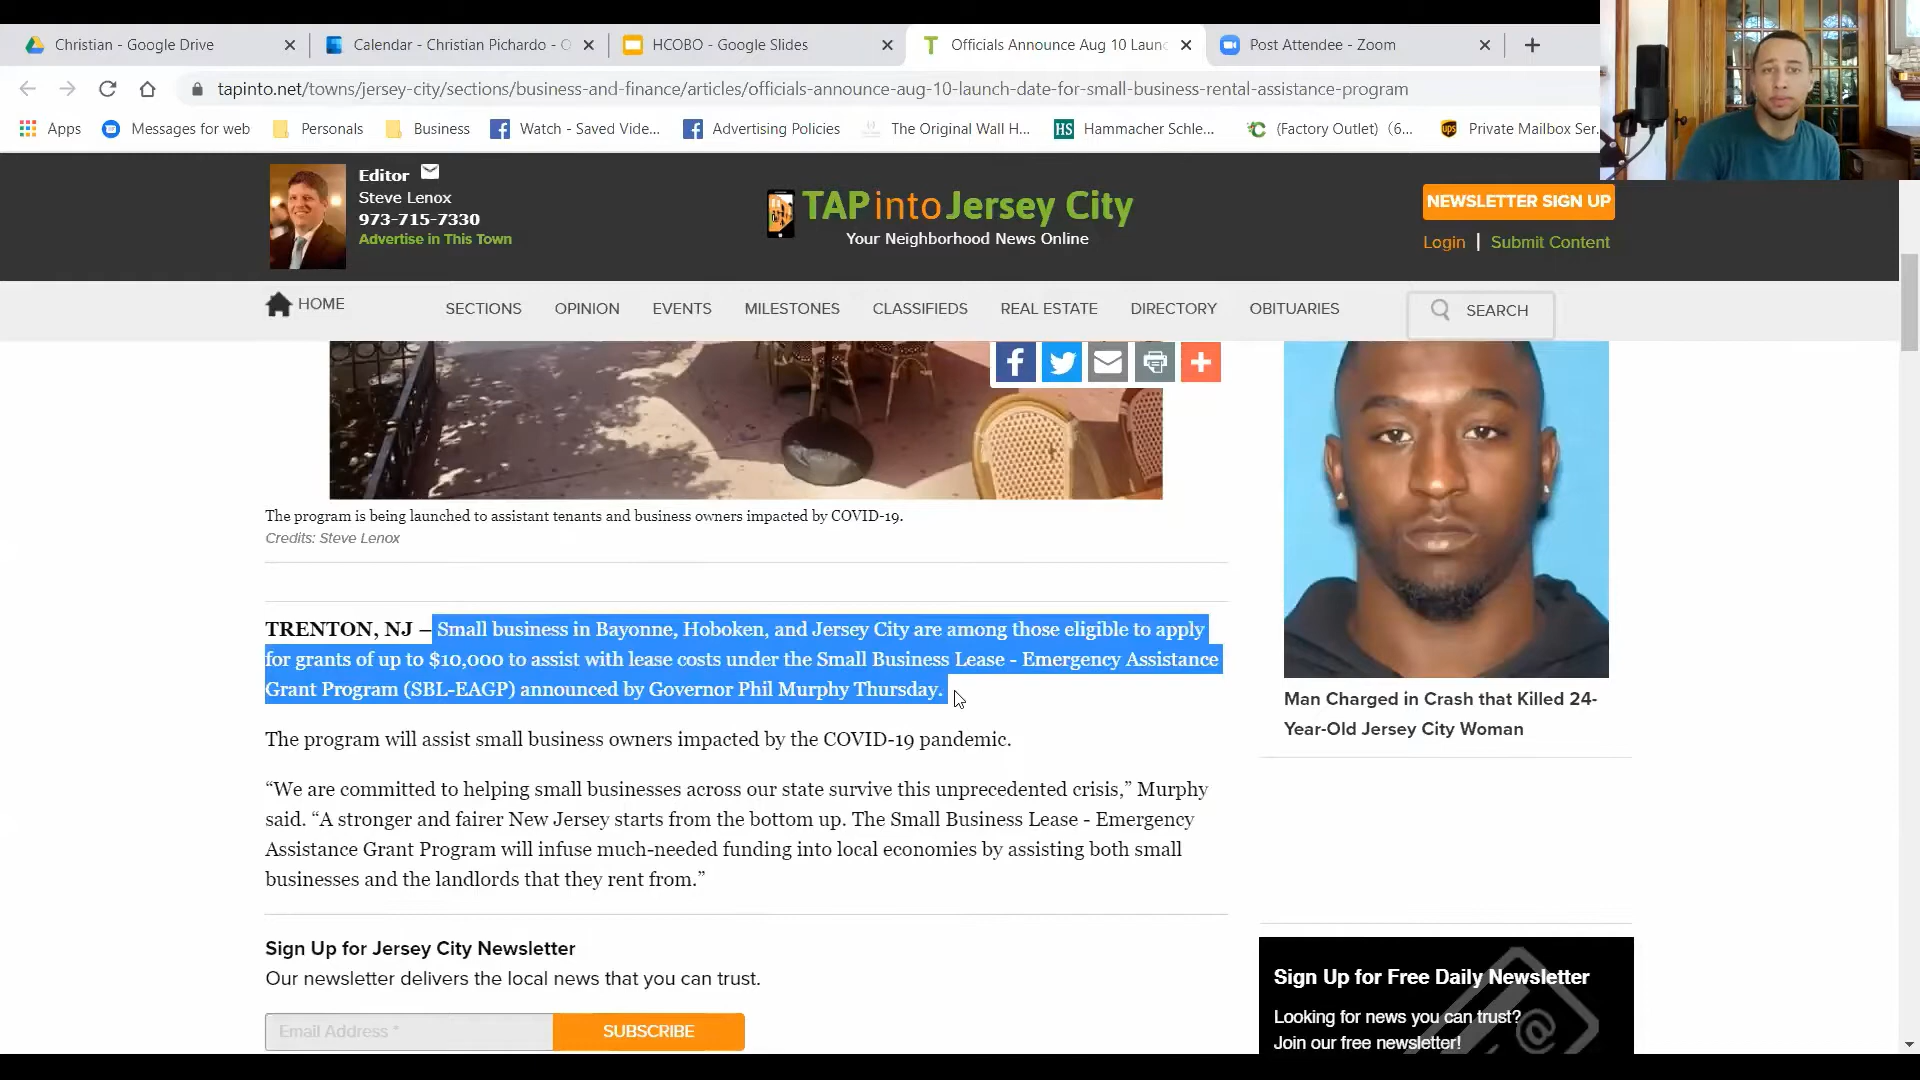 Christian - Google Drive
Calendar - Christian Pichardo - O
HCOBO - Google Slides
Officials Announce Aug 10 Launc
Post Attendee - Zoom
tapinto.net/towns/jersey-city/sections/business-and-finance/articles/officials-announce-aug-10-launch-date-for-small-business-rental-assistance-program
Apps
Messages for web
Personals
Business
Watch - Saved Vide...
Advertising Policies
The Original Wall H...
HS
Hammacher Schle...
(Factory Outlet) (6...
ups
Private Mailbox Ser.
Editor
Steve Lenox
973-715-7330
Advertise in This Town
TAPintoJersey City
Your Neighborhood News Online
NEWSLETTER SIGN UP
Login | Submit Content
HOME
SECTIONS
OPINION
EVENTS
MILESTONES
CLASSIFIEDS
REAL ESTATE
DIRECTORY
OBITUARIES
SEARCH
The program is being launched to assistant tenants and business owners impacted by COVID-19.
Credits: Steve Lenox
TRENTON, NJ – Small business in Bayonne, Hoboken, and Jersey City are among those eligible to apply
for grants of up to $10,000 to assist with lease costs under the Small Business Lease - Emergency Assistance
Grant Program (SBL-EAGP) announced by Governor Phil Murphy Thursday.
The program will assist small business owners impacted by the COVID-19 pandemic.
“We are committed to helping small businesses across our state survive this unprecedented crisis,” Murphy
said. “A stronger and fairer New Jersey starts from the bottom up. The Small Business Lease - Emergency
Assistance Grant Program will infuse much-needed funding into local economies by assisting both small
businesses and the landlords that they rent from.”
Sign Up for Jersey City Newsletter
Our newsletter delivers the local news that you can trust.
Email Address *
SUBSCRIBE
Man Charged in Crash that Killed 24-
Year-Old Jersey City Woman
Sign Up for Free Daily Newsletter
Looking for news you can trust?
Join our free newsletter!